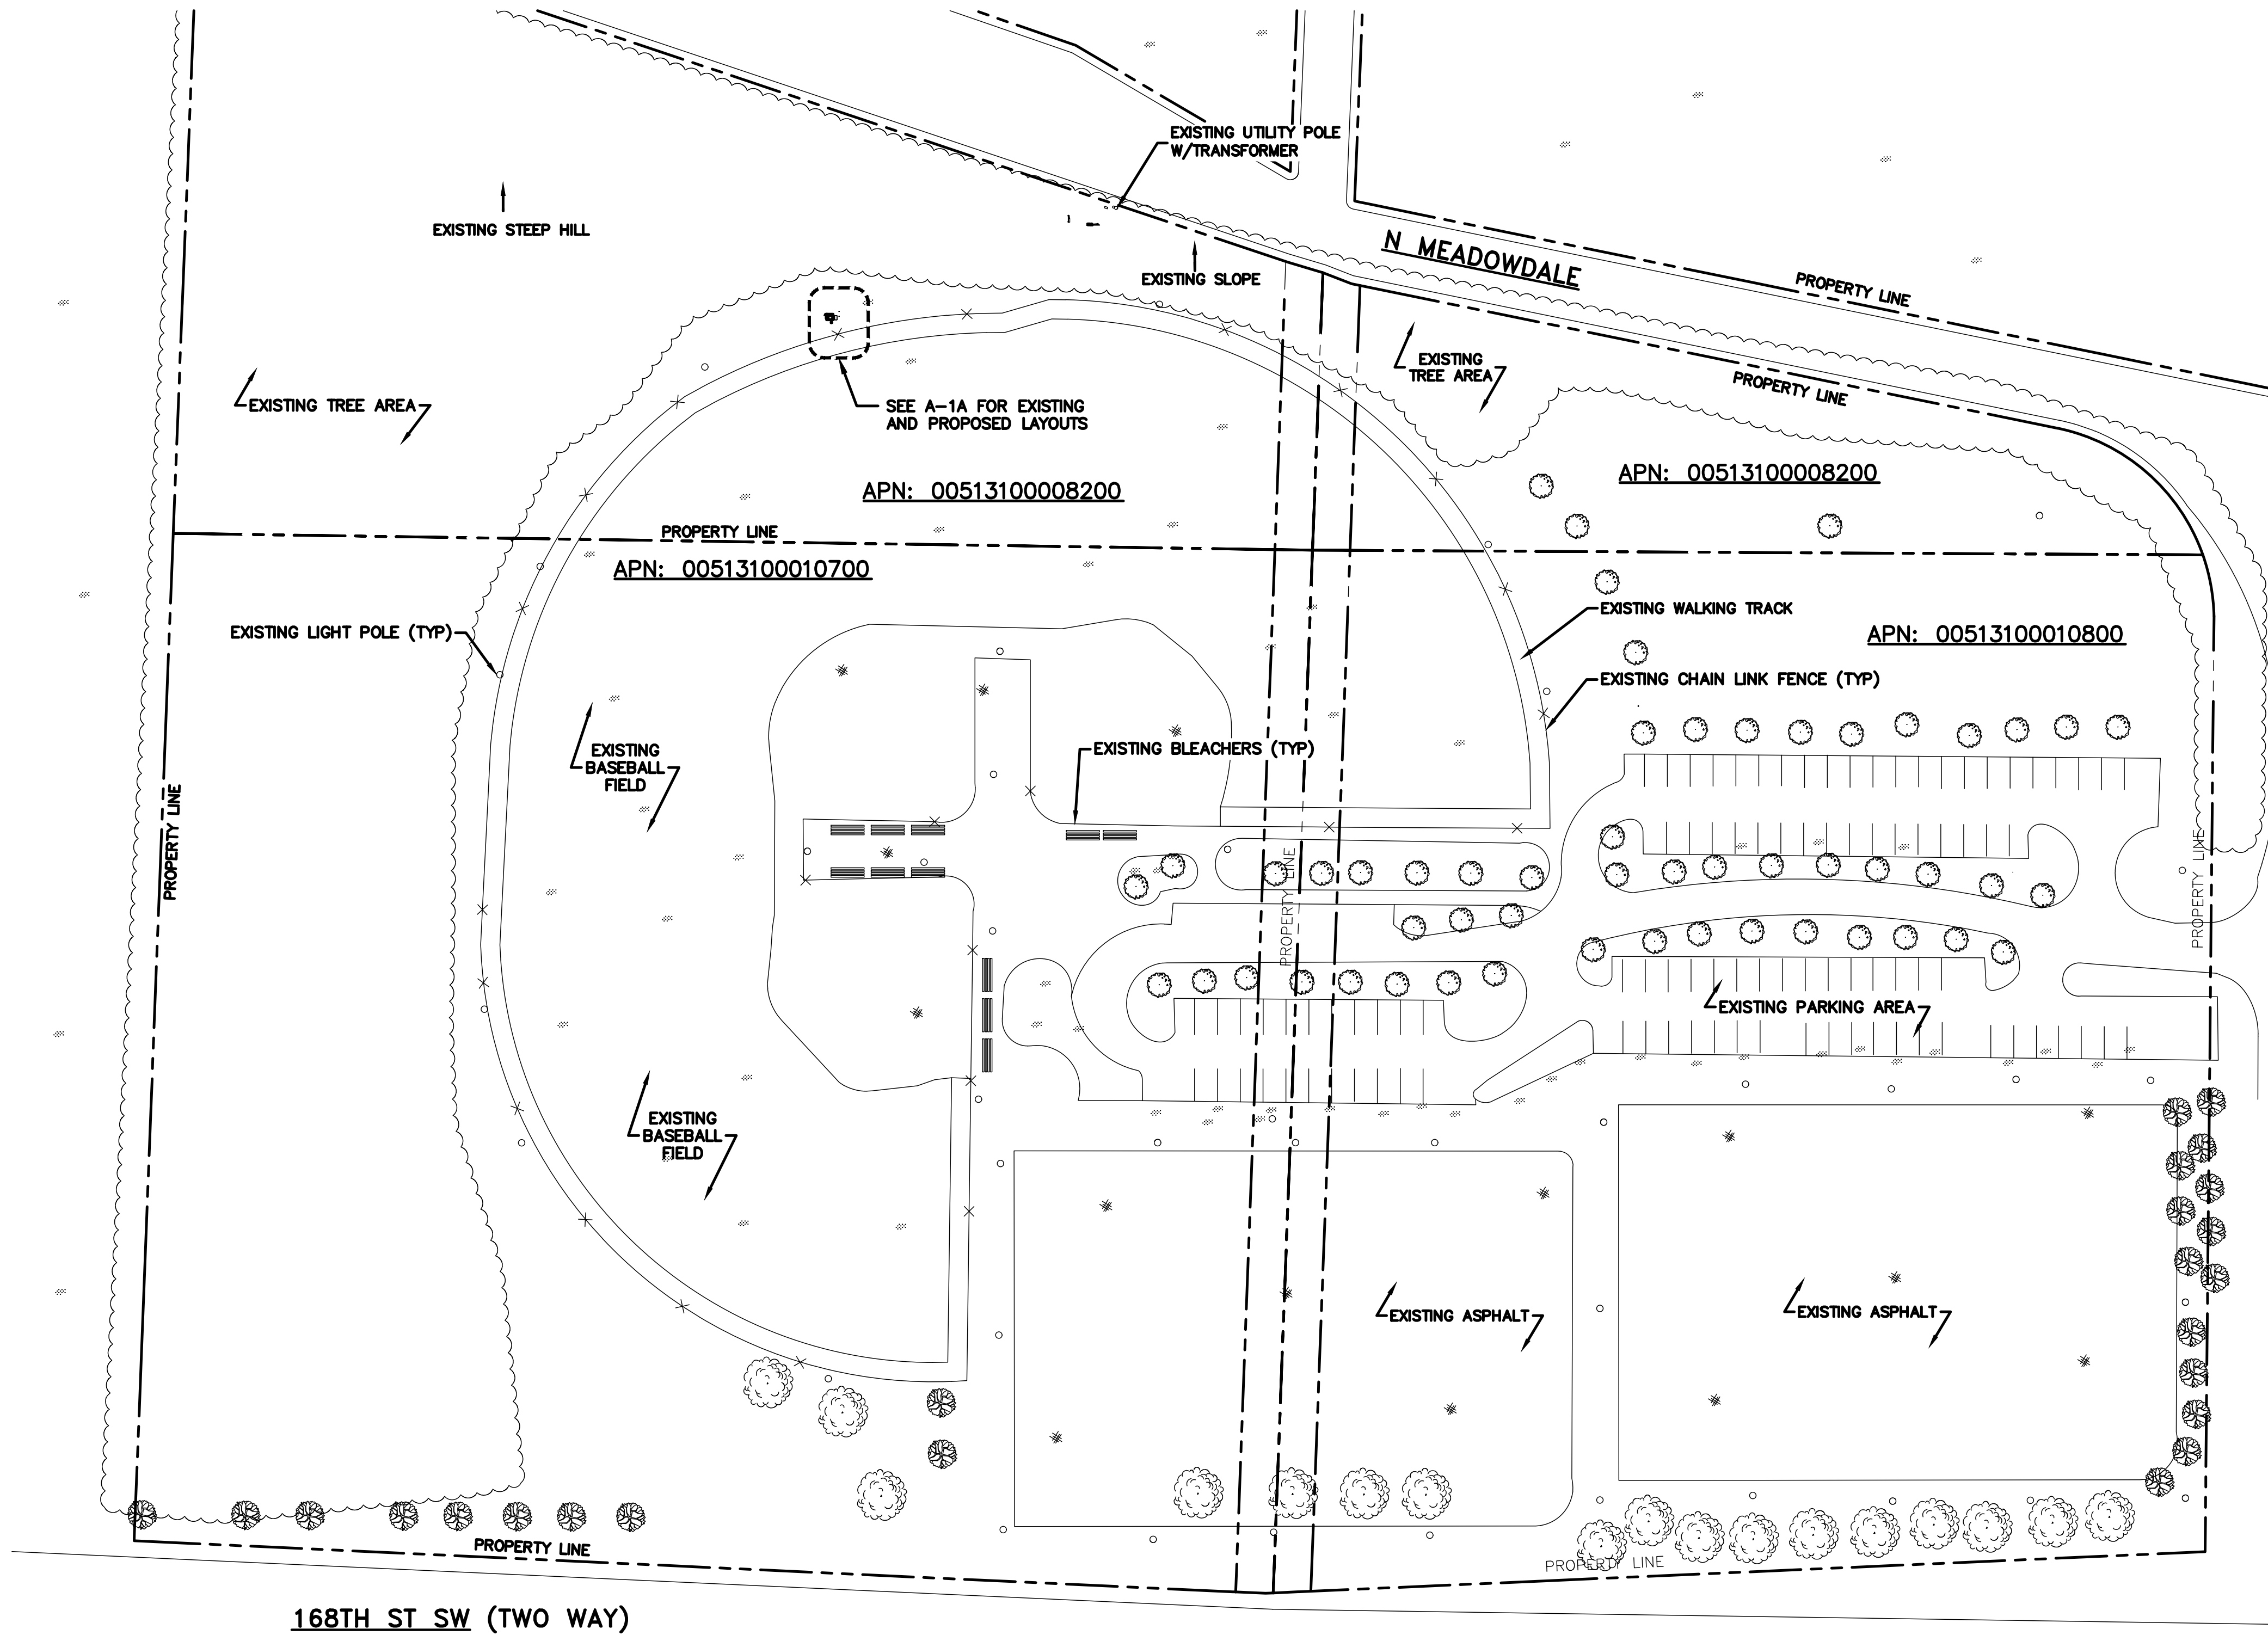 EXISTING UTILITY POLE
W/TRANSFORMER
EXISTING STEEP HILL
N MEADOWDALE
EXISTING SLOPE
PROPERTY LINE
EXISTING
TREE AREA
PROPERTY LINE
EXISTING TREE AREA
SEE A-1A FOR EXISTING
AND PROPOSED LAYOUTS
APN: 00513100008200
APN: 00513100008200
PROPERTY LINE
APN: 00513100010700
EXISTING WALKING TRACK
EXISTING LIGHT POLE (TYP)
APN: 00513100010800
EXISTING CHAIN LINK FENCE (TYP)
EXISTING
BASEBALL
FIELD
EXISTING BLEACHERS (TYP)
PROPERTY LINE
PROPERTY LINE
PROPERTY LINE
EXISTING PARKING AREA
EXISTING
BASEBALL
FIELD
EXISTING ASPHALT
EXISTING ASPHALT
PROPERTY LINE
PROPERTY LINE
168TH ST SW (TWO WAY)